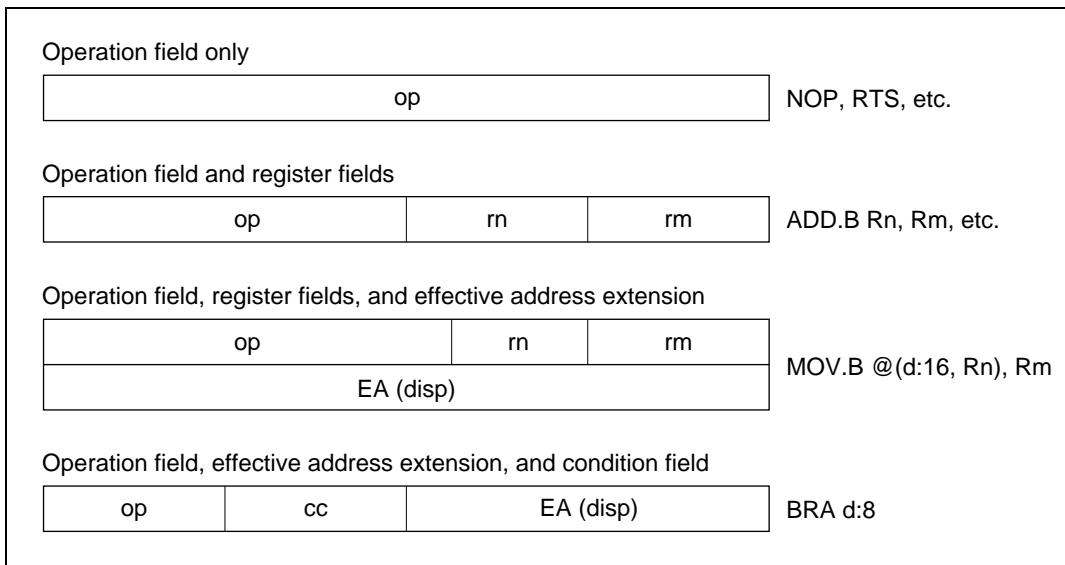 Operation field only
op NOP, RTS, etc.
Operation field and register fields
op rn rm ADD.B Rn, Rm, etc.
Operation field, register fields, and effective address extension
op rn rm
MOV.B @(d:16, Rn), Rm
EA (disp)
Operation field, effective address extension, and condition field
op cc EA (disp) BRA d:8